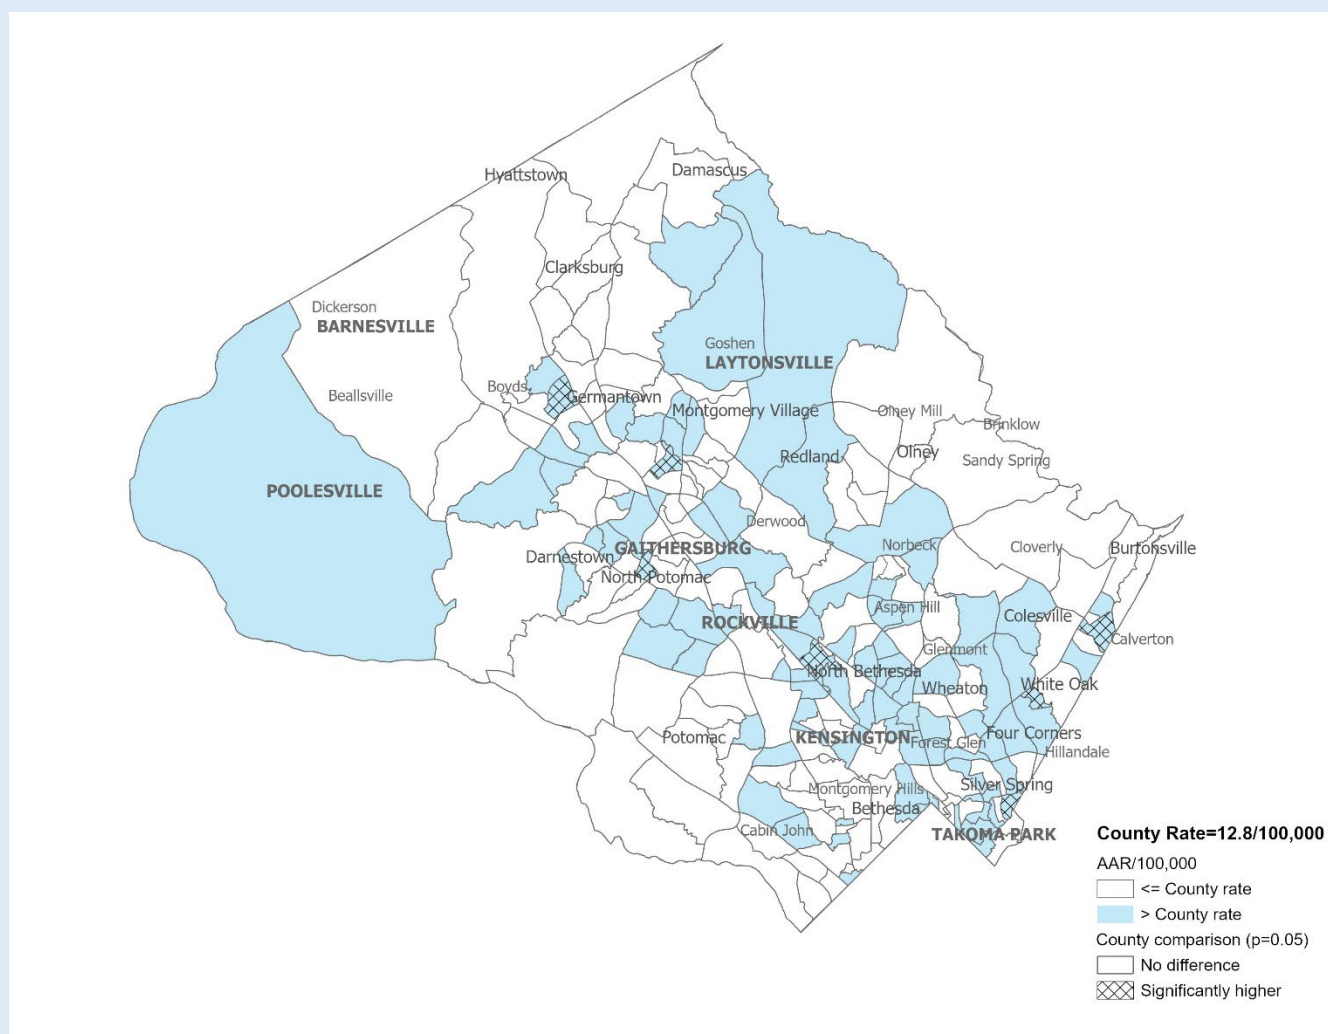 Damascus
Hyattstown
Clarksburg
Dickerson
BARNESVILLE
Goshen
LAYTONSVILLE
Boyds
Beallsville
Germantown
Montgomery Village
Olney Mill
Brinklow
Olney
Redland
Sandy Spring
POOLESVILLE
Derwood
Norbeck
Cloverly
Burtonsville
GAITHERSBURG
Darnestown
North Potomac
Aspen Hill
Colesville
ROCKVILLE
Calverton
Glenmont
North Bethesda
Wheaton
White Oak
Potomac
KENSINGTON
Forest Glen
Four Corners
Hillandale
Silver Spring
Montgomery Hills
Bethesda
Cabin John
TAKOMA PARK
County Rate=12.8/100,000
AAR/100,000
<= County rate
> County rate
County comparison (p=0.05)
No difference
Significantly higher